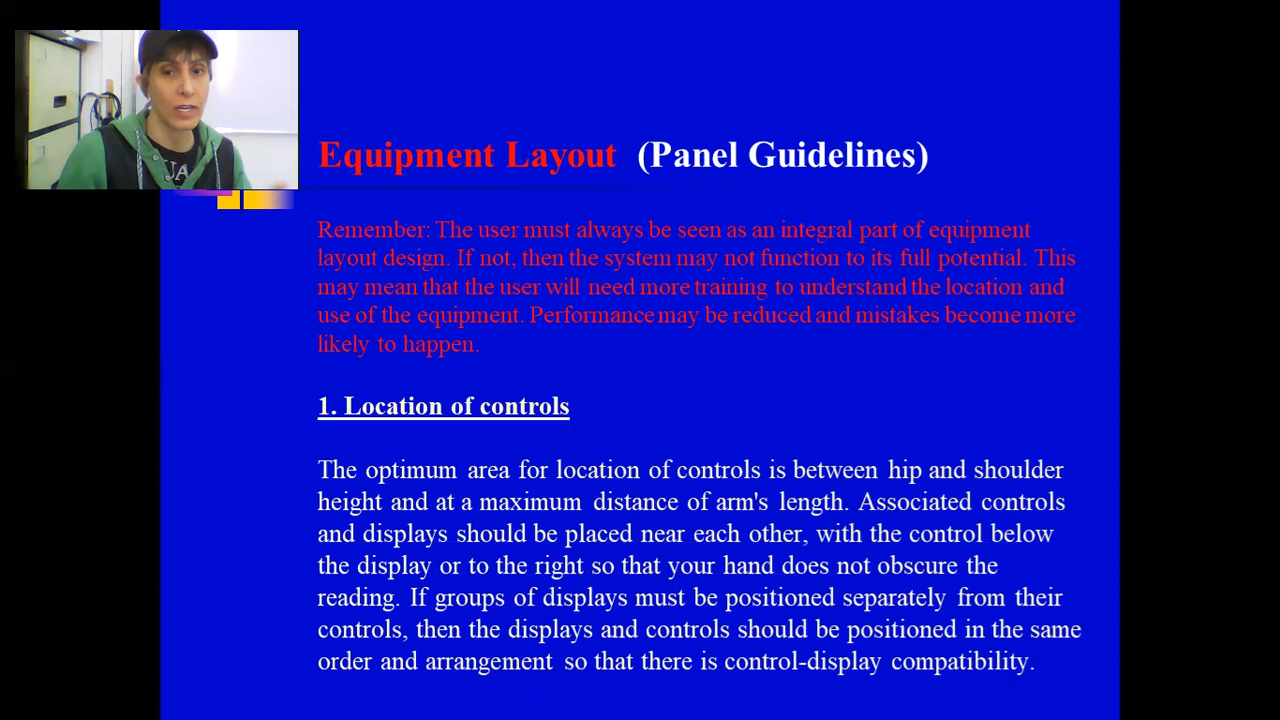 UA
Equipment Layout (Panel Guidelines)
Remember: The user must always be seen as an integral part of equipment
layout design. If not, then the system may not function to its full potential. This
may mean that the user will need more training to understand the location and
use of the equipment. Performance may be reduced and mistakes become more
likely to happen.
1. Location of controls
The optimum area for location of controls is between hip and shoulder
height and at a maximum distance of arm's length. Associated controls
and displays should be placed near each other, with the control below
the display or to the right so that your hand does not obscure the
reading. If groups of displays must be positioned separately from their
controls, then the displays and controls should be positioned in the same
order and arrangement so that there is control-display compatibility.